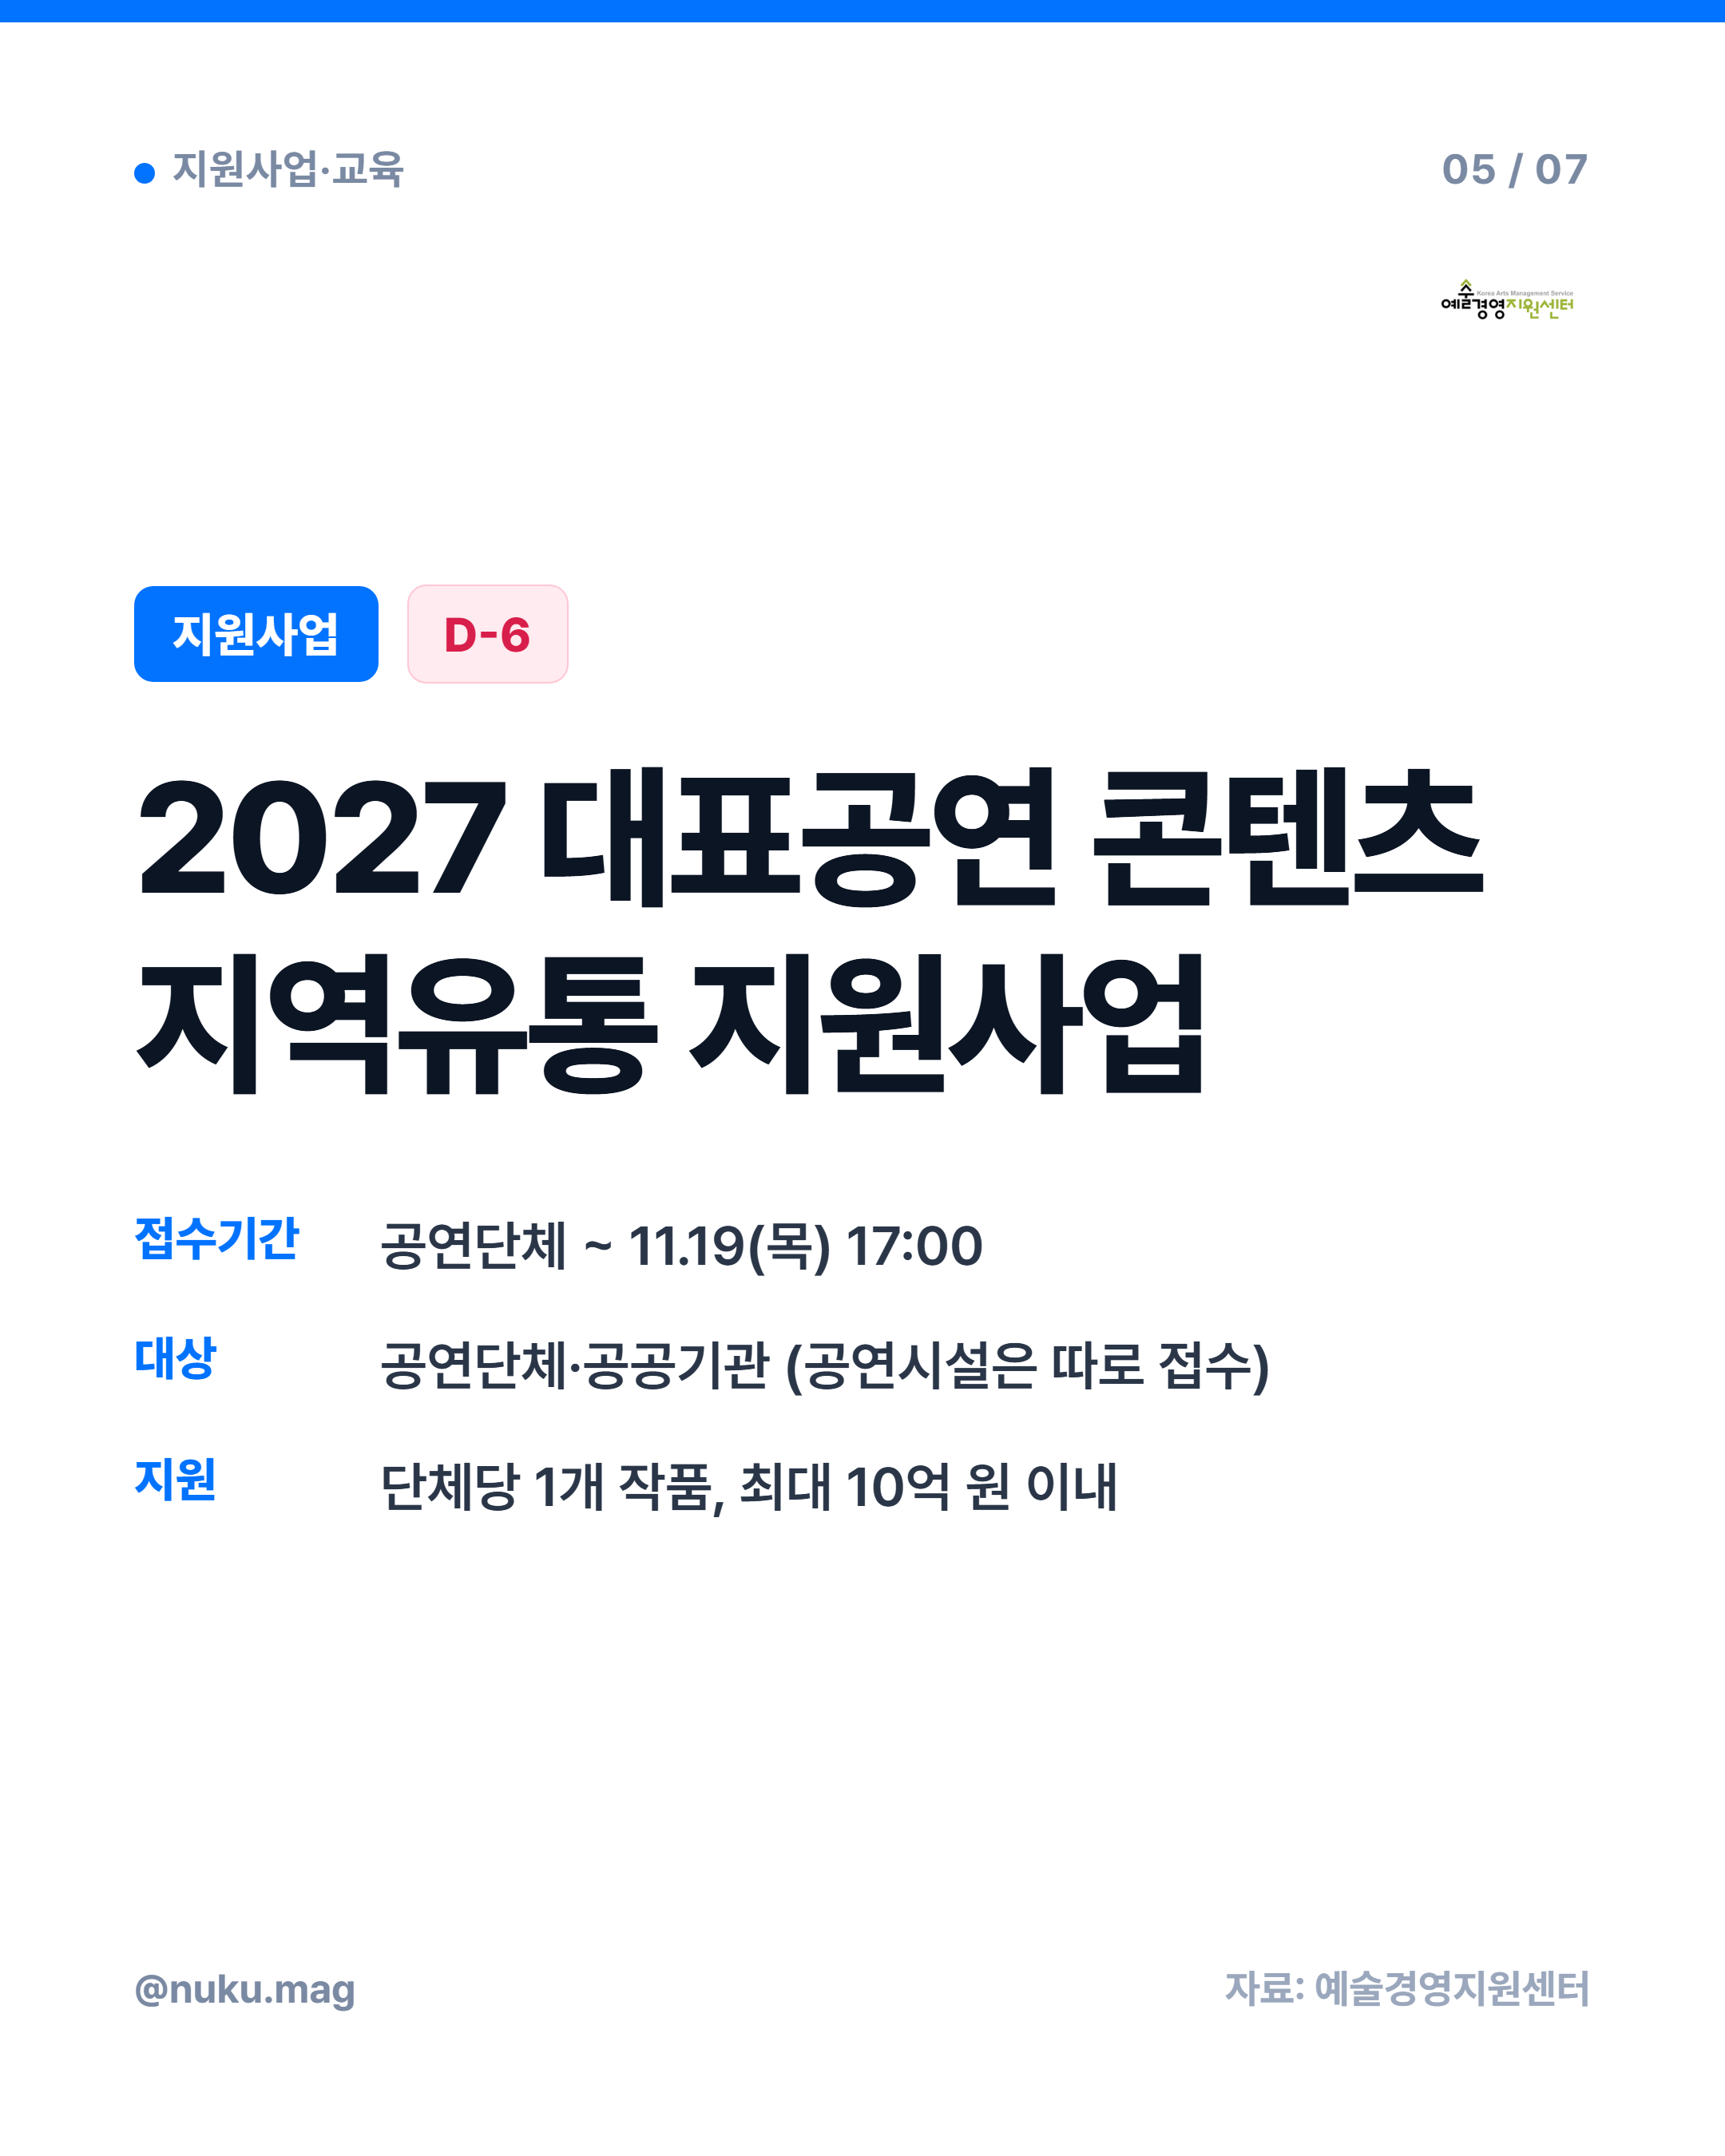 지원사업·교육
05 / 07
Korea Arts Management Service
예술경영지원센터
지원사업
D-6
2027 대표공연 콘텐츠
지역유통 지원사업
접수기간 공연단체 ~ 11.19(목) 17:00
대상 공연단체·공공기관 (공연시설은 따로 접수)
지원 단체당 1개 작품, 최대 10억 원 이내
@nuku.mag
자료: 예술경영지원센터